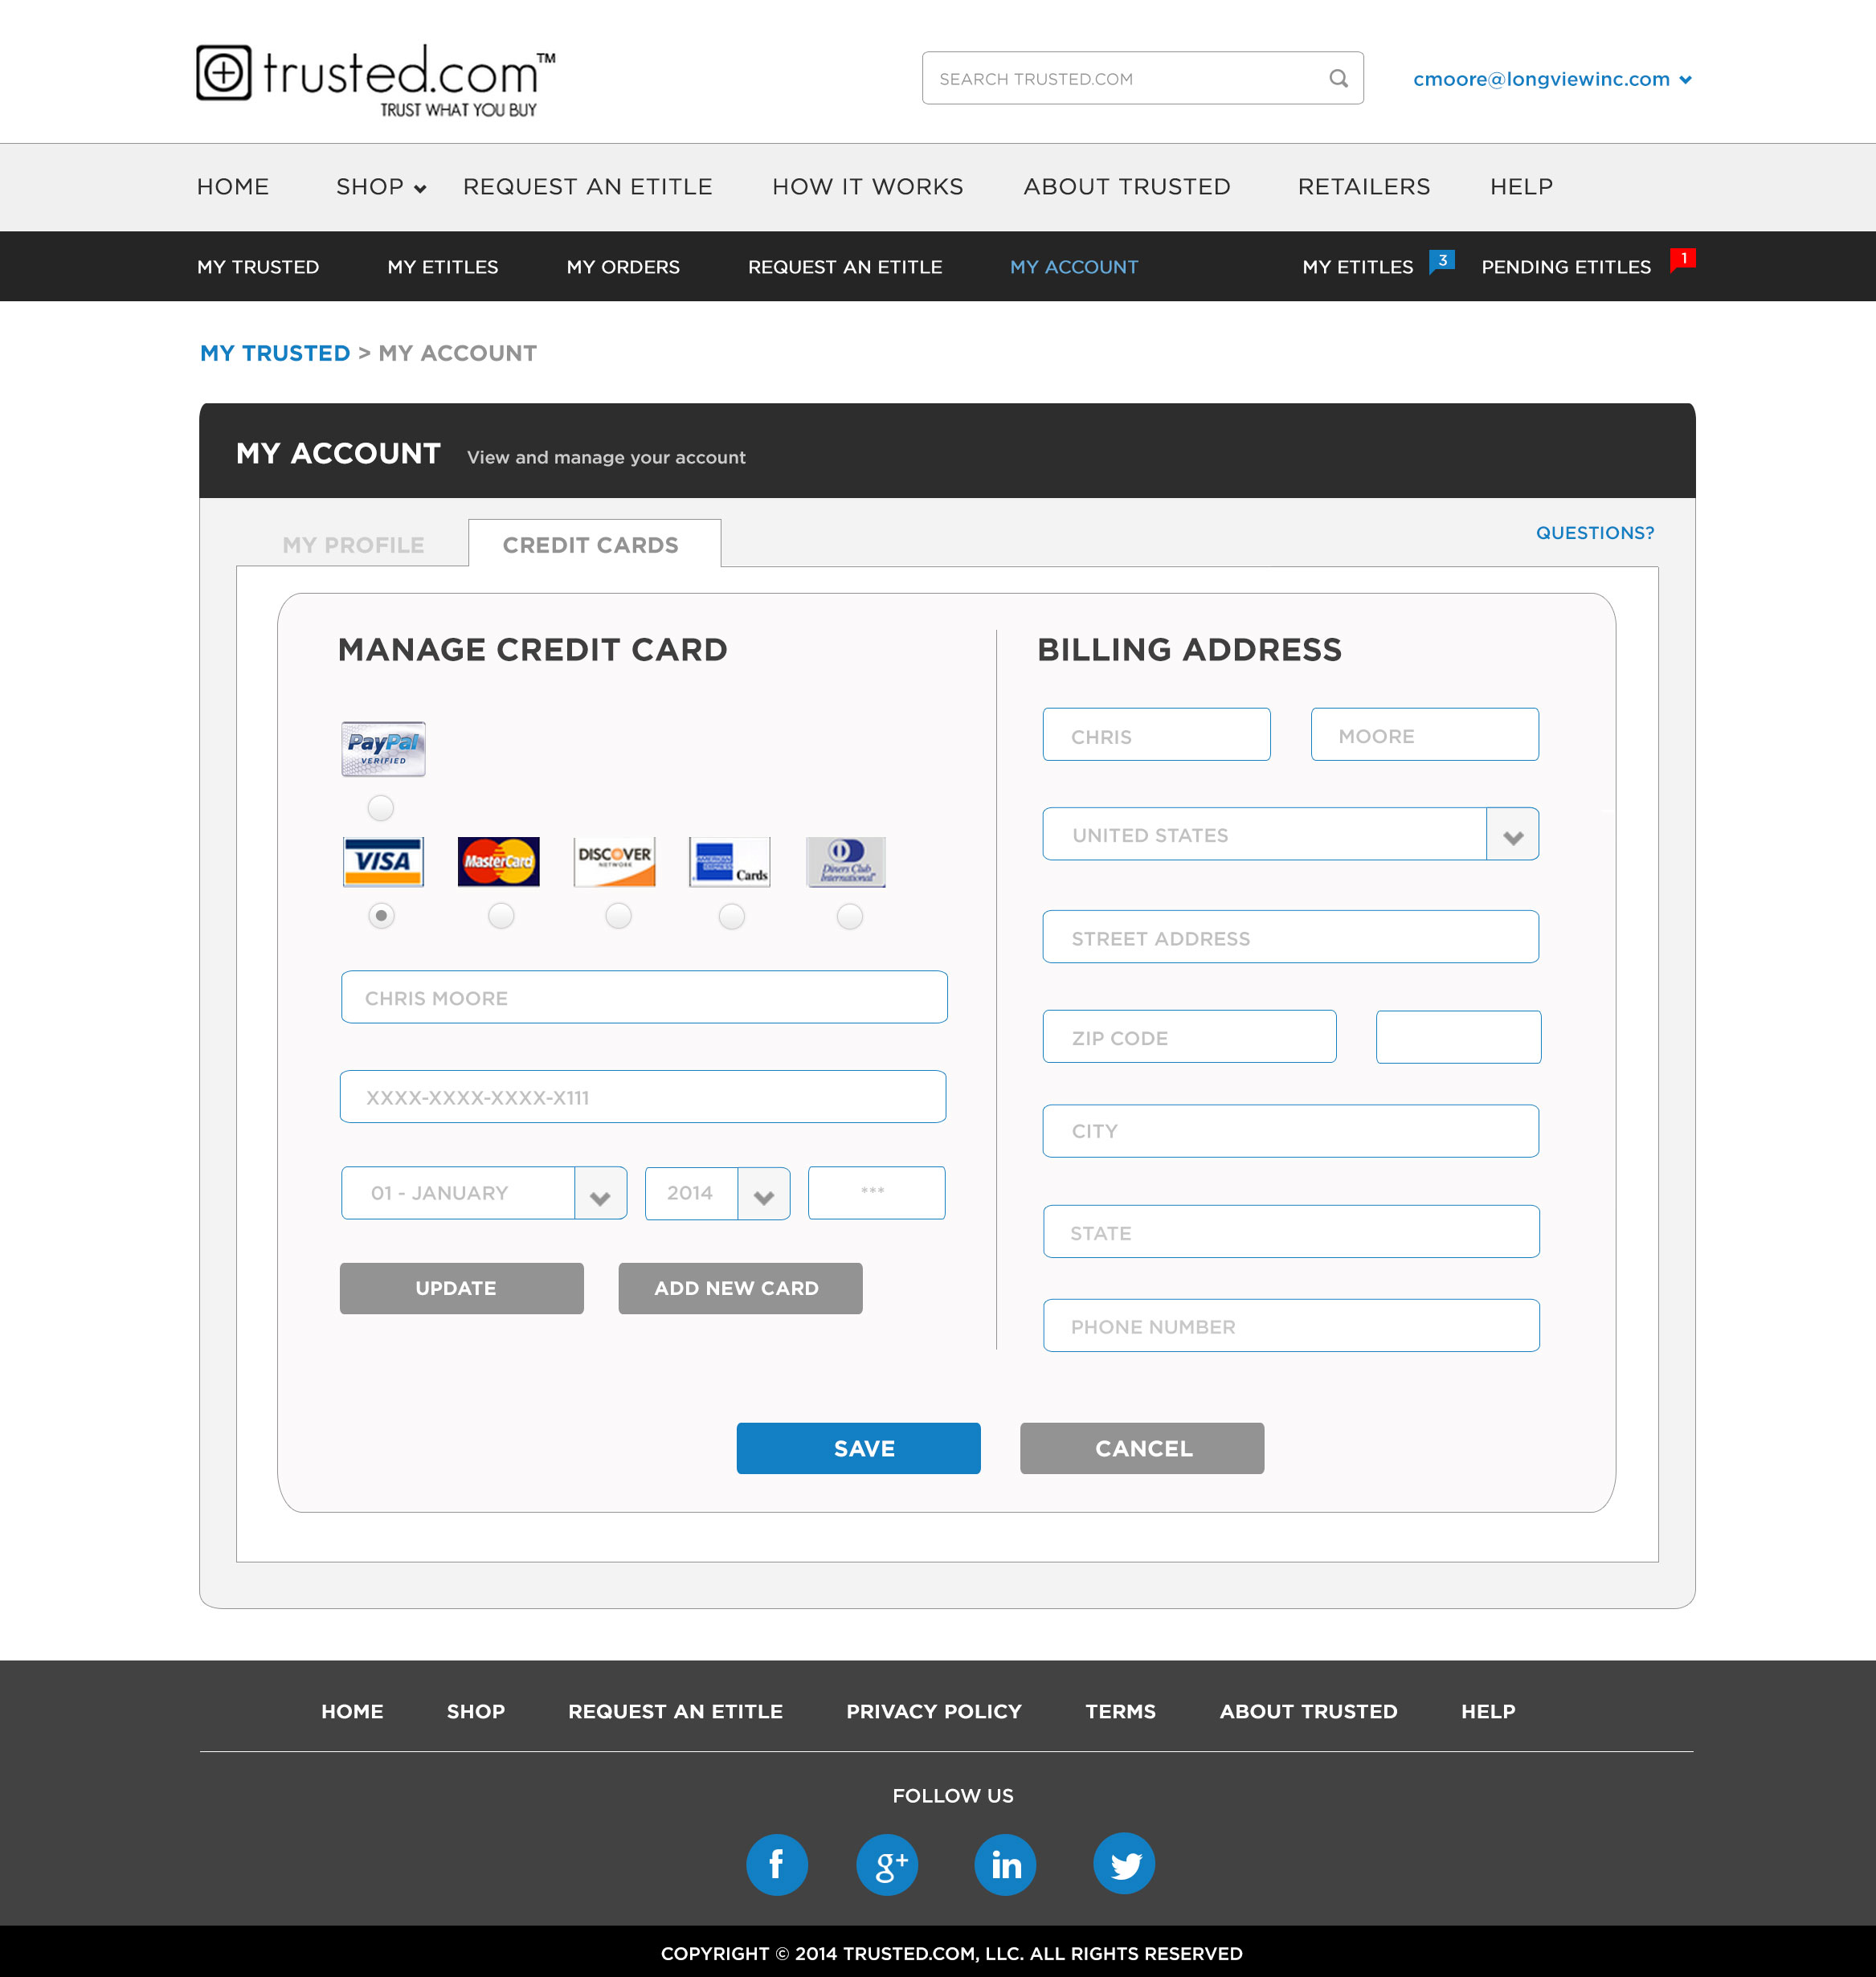 trusted.com™
TRUST WHAT YOU BUY
SEARCH TRUSTED.COM
cmoore@longviewinc.com
HOME SHOP REQUEST AN ETITLE HOW IT WORKS ABOUT TRUSTED RETAILERS HELP
MY TRUSTED MY ETITLES MY ORDERS REQUEST AN ETITLE MY ACCOUNT MY ETITLES 3 PENDING ETITLES 1
MY TRUSTED > MY ACCOUNT
MY ACCOUNT View and manage your account
MY PROFILE CREDIT CARDS QUESTIONS?
MANAGE CREDIT CARD
PayPal
VERIFIED
VISA MasterCard DISCOVER NETWORK AMERICAN EXPRESS Cards Diners Club International
CHRIS MOORE
XXXX-XXXX-XXXX-X111
01 - JANUARY 2014 ***
UPDATE ADD NEW CARD
BILLING ADDRESS
CHRIS MOORE
UNITED STATES
STREET ADDRESS
ZIP CODE
CITY
STATE
PHONE NUMBER
SAVE CANCEL
HOME SHOP REQUEST AN ETITLE PRIVACY POLICY TERMS ABOUT TRUSTED HELP
FOLLOW US
f g+ in
COPYRIGHT © 2014 TRUSTED.COM, LLC. ALL RIGHTS RESERVED